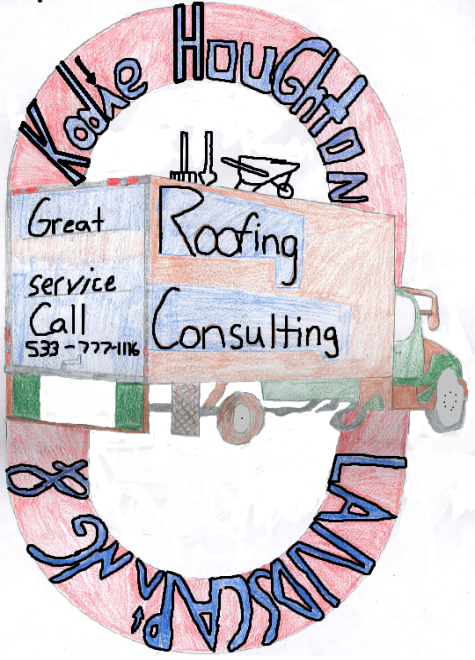 Kodie HouGhtoN
Great
service
Call
533-777-1116
Roofing
Consulting
LANDSCAPiNG &